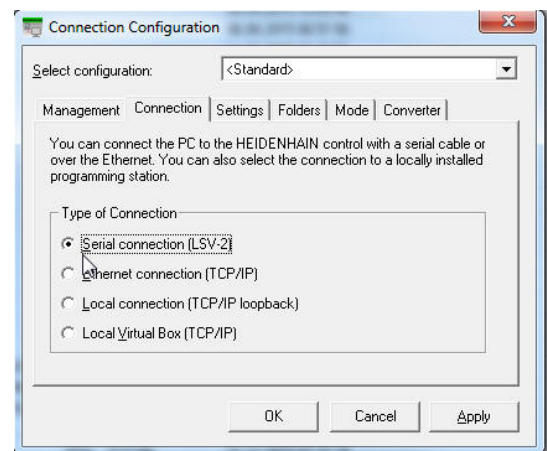 Connection Configuration
Select configuration: <Standard>
Management Connection Settings Folders Mode Converter
You can connect the PC to the HEIDENHAIN control with a serial cable or
over the Ethernet. You can also select the connection to a locally installed
programming station.
Type of Connection
Serial connection (LSV-2)
Ethernet connection (TCP/IP)
Local connection (TCP/IP loopback)
Local Virtual Box (TCP/IP)
OK Cancel Apply